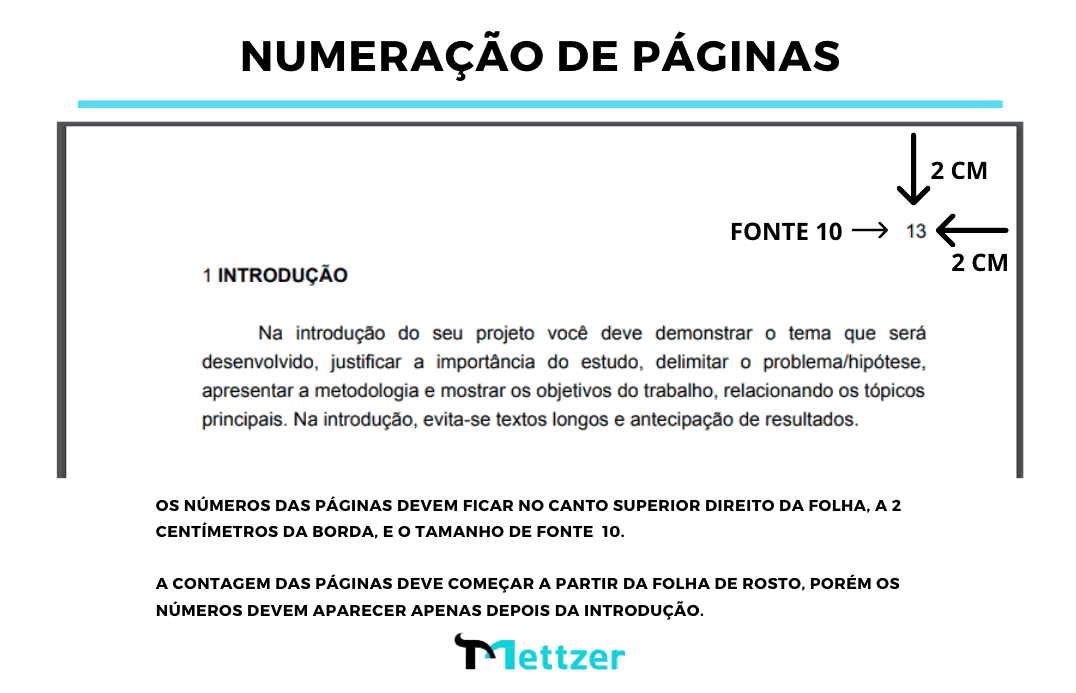 NUMERAÇÃO DE PÁGINAS
2 CM
FONTE 10 → 13
2 CM
1 INTRODUÇÃO
Na introdução do seu projeto você deve demonstrar o tema que será
desenvolvido, justificar a importância do estudo, delimitar o problema/hipótese,
apresentar a metodologia e mostrar os objetivos do trabalho, relacionando os tópicos
principais. Na introdução, evita-se textos longos e antecipação de resultados.
OS NÚMEROS DAS PÁGINAS DEVEM FICAR NO CANTO SUPERIOR DIREITO DA FOLHA, A 2
CENTÍMETROS DA BORDA, E O TAMANHO DE FONTE 10.
A CONTAGEM DAS PÁGINAS DEVE COMEÇAR A PARTIR DA FOLHA DE ROSTO, PORÉM OS
NÚMEROS DEVEM APARECER APENAS DEPOIS DA INTRODUÇÃO.
Mettzer